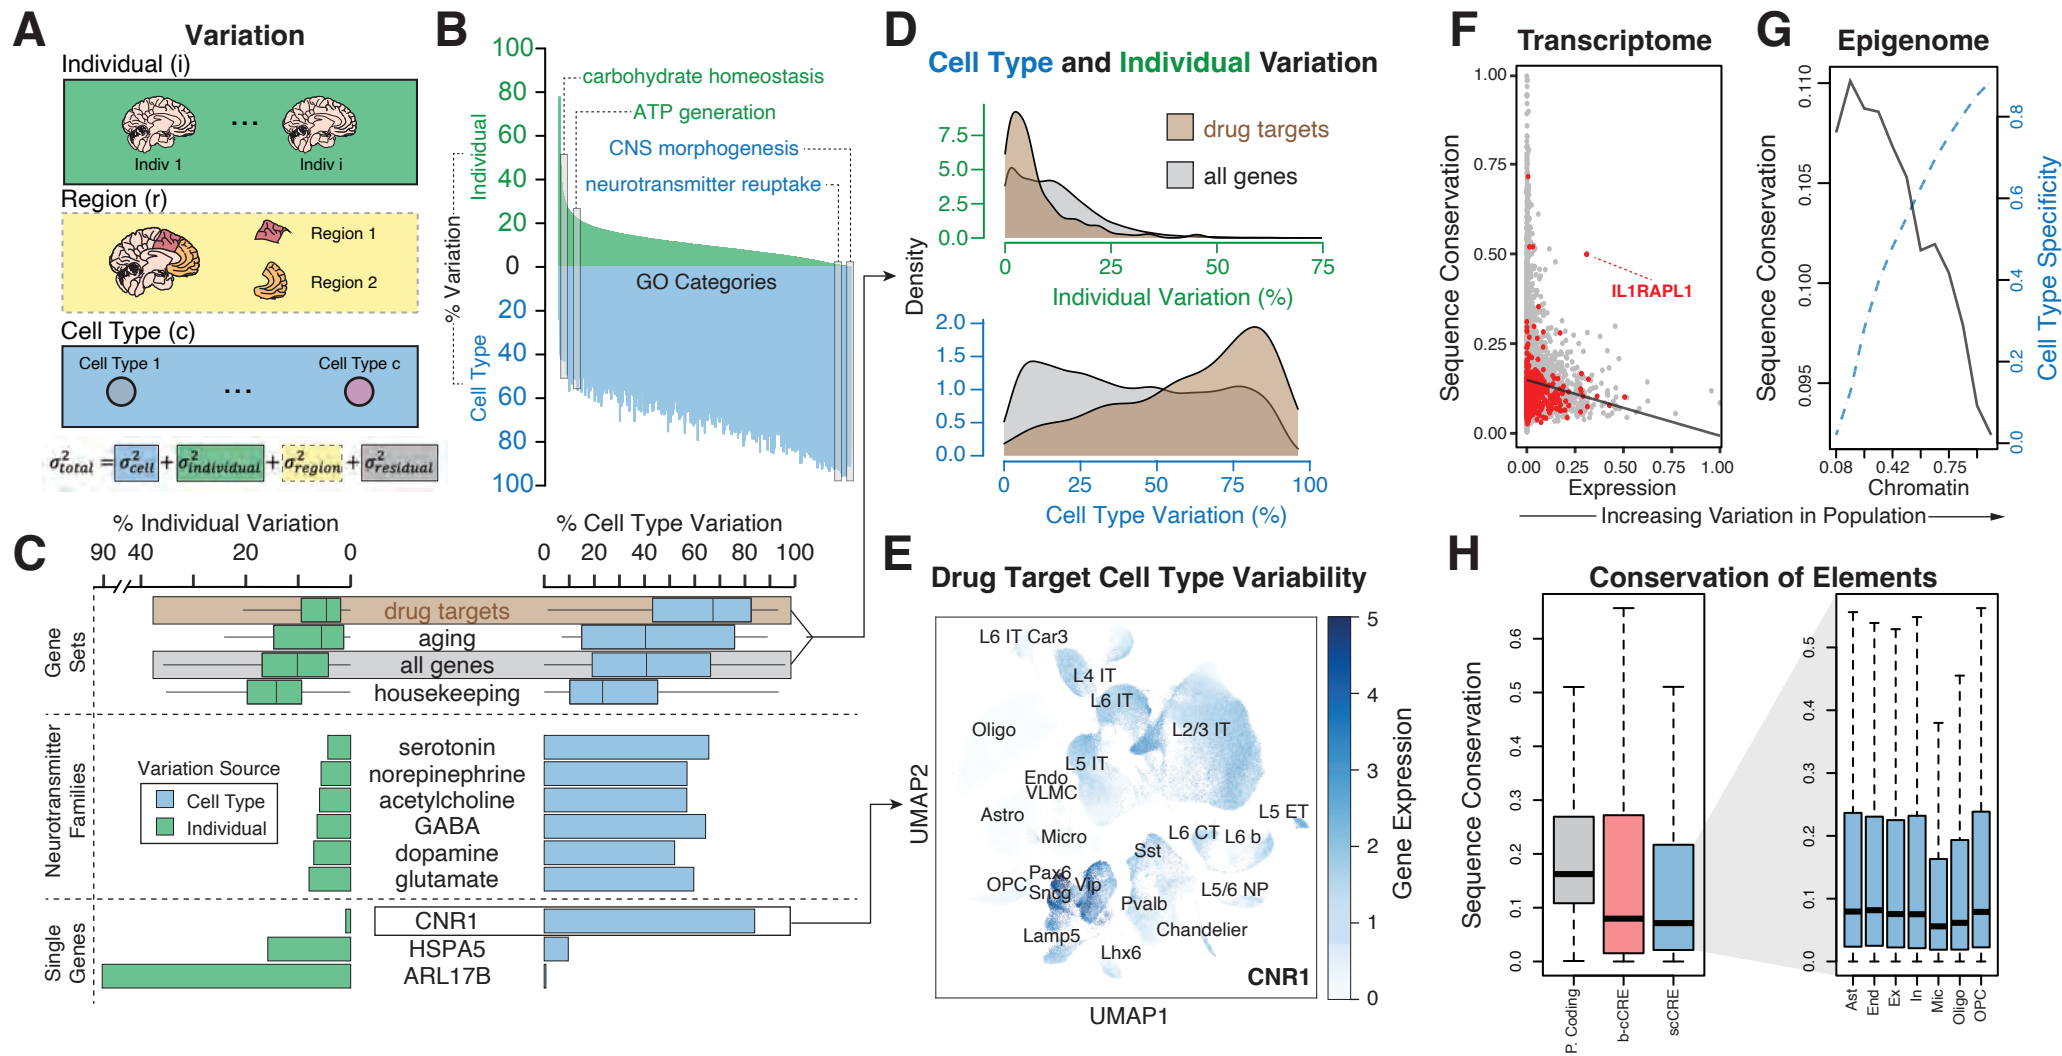 A
Variation
Individual (i)
...
Indiv 1
Indiv i
Region (r)
Region 1
Region 2
Cell Type (c)
Cell Type 1
...
Cell Type c
σ²total = σ²cell + σ²individual + σ²region + σ²residual
B
% Variation
Individual
Cell Type
100
80
60
40
20
0
20
40
60
80
100
carbohydrate homeostasis
ATP generation
CNS morphogenesis
neurotransmitter reuptake
GO Categories
C
% Individual Variation
% Cell Type Variation
90 40 20 0
0 20 40 60 80 100
Gene Sets
drug targets
aging
all genes
housekeeping
Neurotransmitter Families
serotonin
norepinephrine
acetylcholine
GABA
dopamine
glutamate
Variation Source
Cell Type
Individual
Single Genes
CNR1
HSPA5
ARL17B
D
Cell Type and Individual Variation
drug targets
all genes
Density
7.5
5.0
2.5
0.0
0 25 50 75
Individual Variation (%)
2.0
1.5
1.0
0.5
0.0
0 25 50 75 100
Cell Type Variation (%)
E
Drug Target Cell Type Variability
L6 IT Car3
L4 IT
L6 IT
Oligo
L2/3 IT
L5 IT
Endo
VLMC
Astro
Micro
L5 ET
L6 CT
L6 b
Sst
Pax6
OPC
Sncg
Vip
L5/6 NP
Pvalb
Lamp5
Chandelier
Lhx6
CNR1
UMAP2
UMAP1
5
4
3
2
1
0
Gene Expression
F
Transcriptome
Sequence Conservation
1.00
0.75
0.50
0.25
0.00
IL1RAPL1
0.00 0.25 0.50 0.75 1.00
Expression
G
Epigenome
Sequence Conservation
0.110
0.105
0.100
0.095
0.08 0.42 0.75
Chromatin
0.8
0.6
0.4
0.2
0.0
Cell Type Specificity
Increasing Variation in Population
H
Conservation of Elements
Sequence Conservation
0.6
0.5
0.4
0.3
0.2
0.1
0.0
P. Coding
b-cCRE
scCRE
0.5
0.4
0.3
0.2
0.1
0.0
Ast
End
Ex
In
Mic
Oligo
OPC